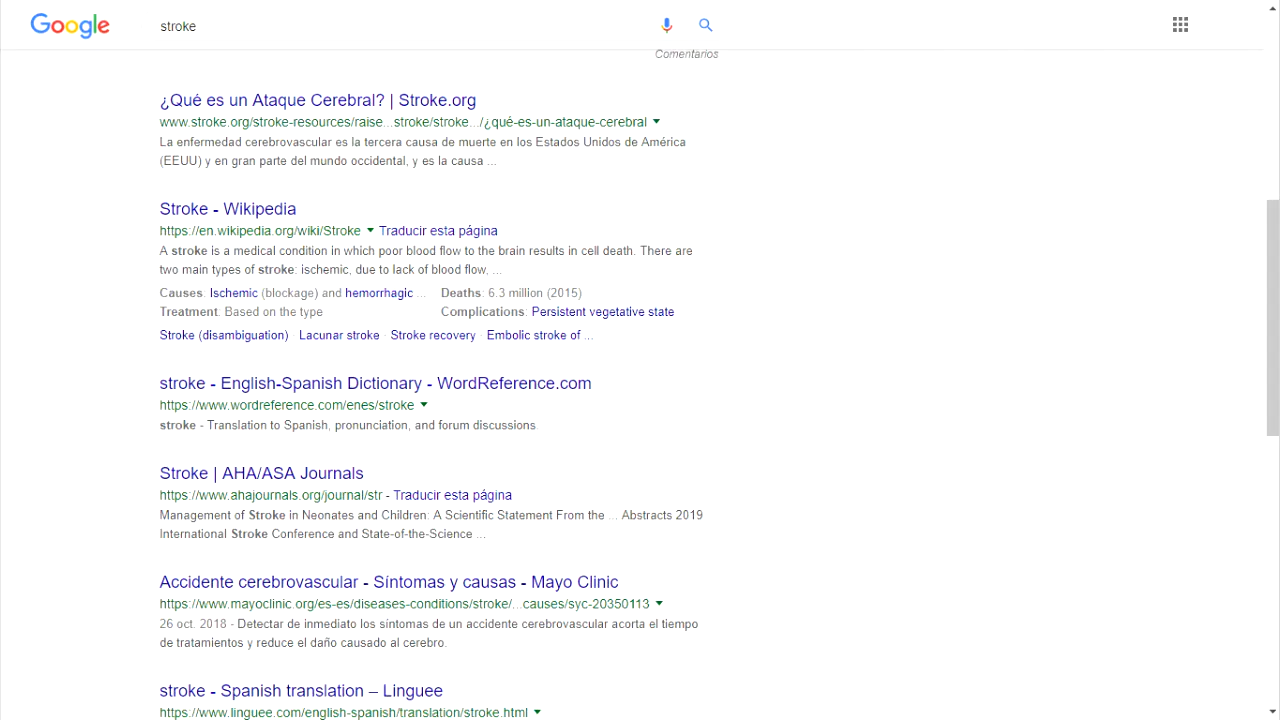 Google
stroke
Comentarios
¿Qué es un Ataque Cerebral? | Stroke.org
www.stroke.org/stroke-resources/raise...stroke/stroke.../¿qué-es-un-ataque-cerebral
La enfermedad cerebrovascular es la tercera causa de muerte en los Estados Unidos de América
(EEUU) y en gran parte del mundo occidental, y es la causa ...
Stroke - Wikipedia
https://en.wikipedia.org/wiki/Stroke Traducir esta página
A stroke is a medical condition in which poor blood flow to the brain results in cell death. There are
two main types of stroke: ischemic, due to lack of blood flow, ...
Causes: Ischemic (blockage) and hemorrhagic ... Deaths: 6.3 million (2015)
Treatment: Based on the type Complications: Persistent vegetative state
Stroke (disambiguation) · Lacunar stroke · Stroke recovery · Embolic stroke of ...
stroke - English-Spanish Dictionary - WordReference.com
https://www.wordreference.com/enes/stroke
stroke - Translation to Spanish, pronunciation, and forum discussions.
Stroke | AHA/ASA Journals
https://www.ahajournals.org/journal/str - Traducir esta página
Management of Stroke in Neonates and Children: A Scientific Statement From the ... Abstracts 2019
International Stroke Conference and State-of-the-Science ...
Accidente cerebrovascular - Síntomas y causas - Mayo Clinic
https://www.mayoclinic.org/es-es/diseases-conditions/stroke/...causes/syc-20350113
26 oct. 2018 - Detectar de inmediato los síntomas de un accidente cerebrovascular acorta el tiempo
de tratamientos y reduce el daño causado al cerebro.
stroke - Spanish translation – Linguee
https://www.linguee.com/english-spanish/translation/stroke.html